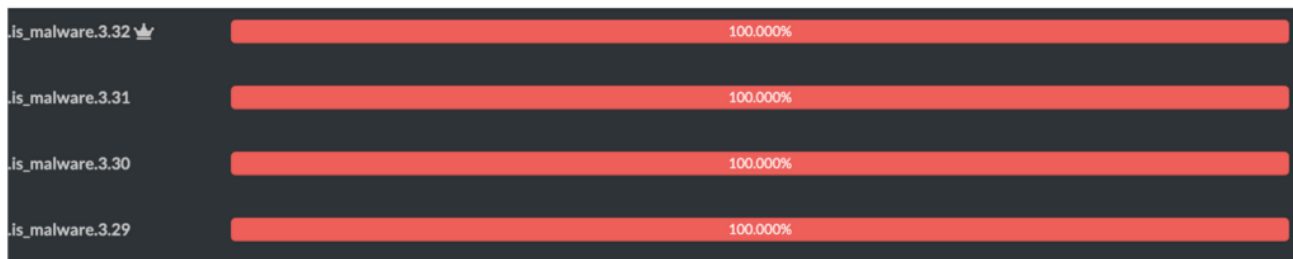 .is_malware.3.32 100.000%
.is_malware.3.31 100.000%
.is_malware.3.30 100.000%
.is_malware.3.29 100.000%